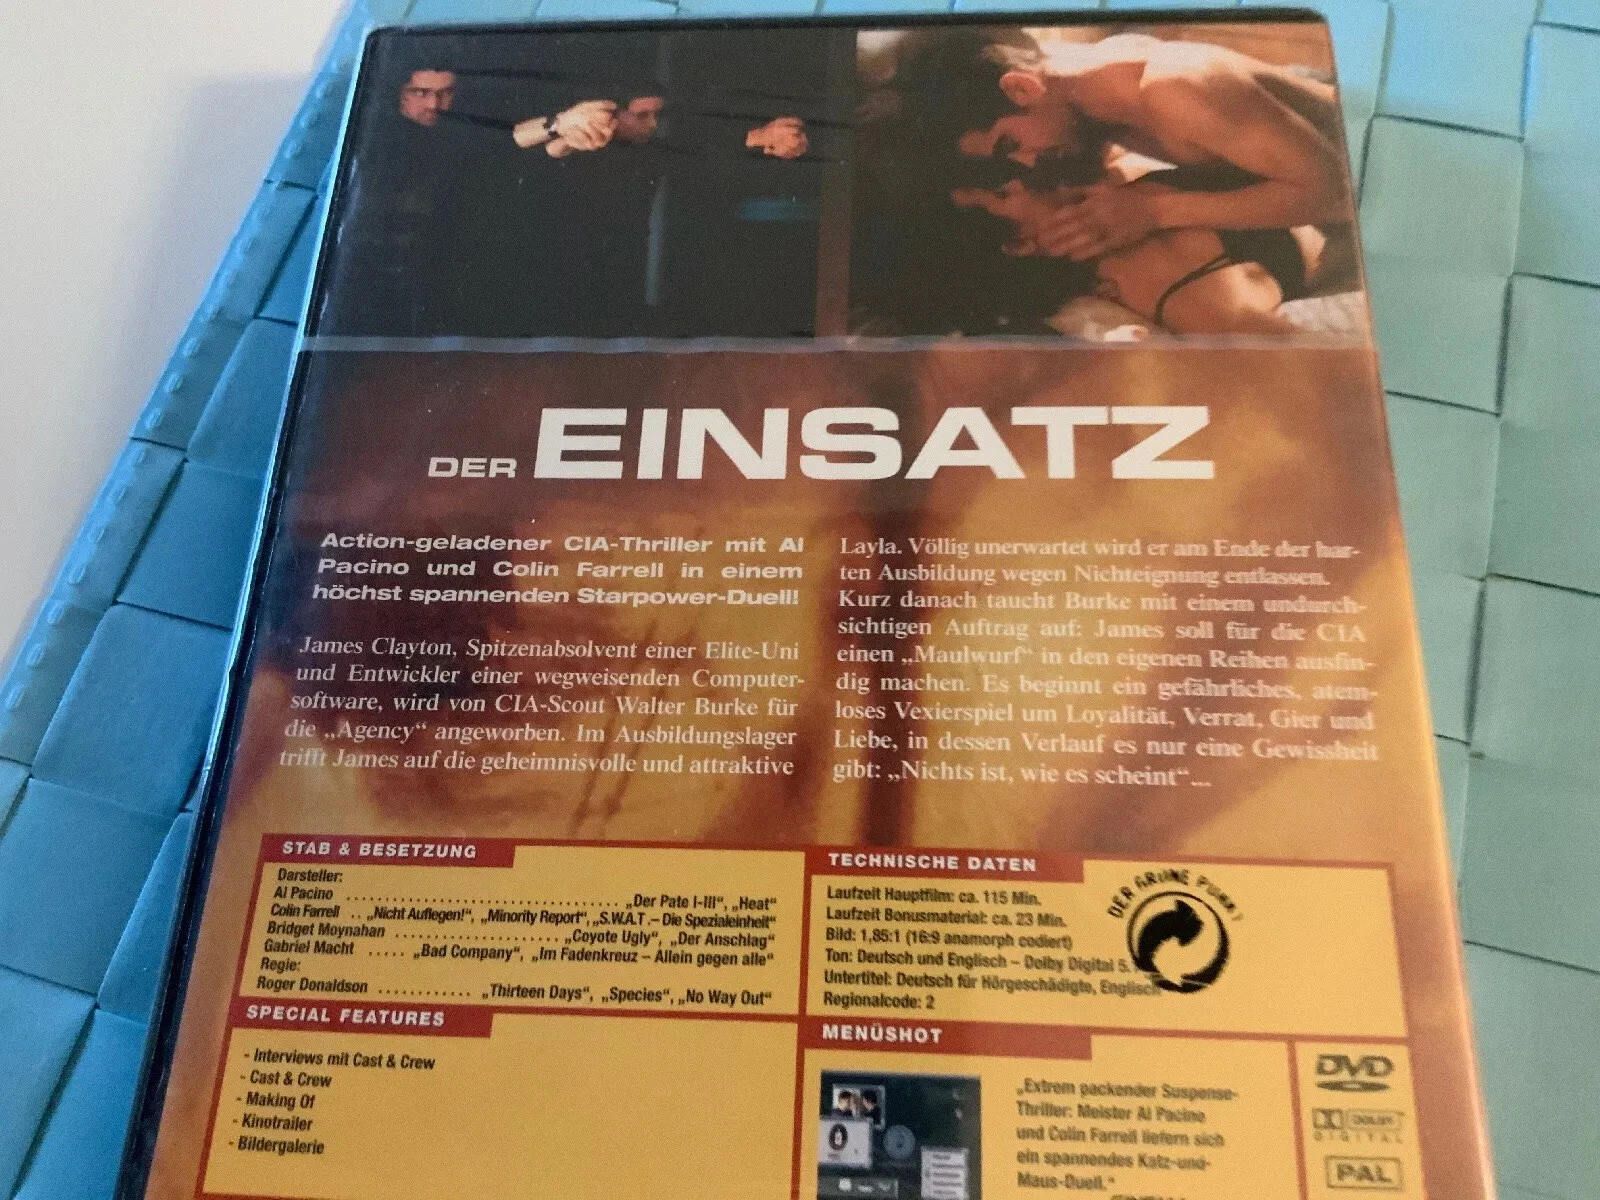 DER EINSATZ
Action-geladener CIA-Thriller mit Al
Pacino und Colin Farrell in einem
höchst spannenden Starpower-Duell!
James Clayton, Spitzenabsolvent einer Elite-Uni
und Entwickler einer wegweisenden Computer-
software, wird von CIA-Scout Walter Burke für
die „Agency“ angeworben. Im Ausbildungslager
trifft James auf die geheimnisvolle und attraktive
Layla. Völlig unerwartet wird er am Ende der har-
ten Ausbildung wegen Nichteignung entlassen.
Kurz danach taucht Burke mit einem undurch-
sichtigen Auftrag auf: James soll für die CIA
einen „Maulwurf“ in den eigenen Reihen ausfin-
dig machen. Es beginnt ein gefährliches, atem-
loses Vexierspiel um Loyalität, Verrat, Gier und
Liebe, in dessen Verlauf es nur eine Gewissheit
gibt: „Nichts ist, wie es scheint“...
STAB & BESETZUNG
Darsteller:
Al Pacino .................................. „Der Pate I-III“, „Heat“
Colin Farrell .. „Nicht Auflegen!“, „Minority Report“, „S.W.A.T. – Die Spezialeinheit“
Bridget Moynahan ..................... „Coyote Ugly“, „Der Anschlag“
Gabriel Macht ..... „Bad Company“, „Im Fadenkreuz – Allein gegen alle“
Regie:
Roger Donaldson ............ „Thirteen Days“, „Species“, „No Way Out“
SPECIAL FEATURES
- Interviews mit Cast & Crew
- Cast & Crew
- Making Of
- Kinotrailer
- Bildergalerie
TECHNISCHE DATEN
Laufzeit Hauptfilm: ca. 115 Min.
Laufzeit Bonusmaterial: ca. 23 Min.
Bild: 1,85:1 (16:9 anamorph codiert)
Ton: Deutsch und Englisch – Dolby Digital 5.
Untertitel: Deutsch für Hörgeschädigte, Englisch
Regionalcode: 2
DER GRÜNE PUNKT
MENÜSHOT
„Extrem packender Suspense-
Thriller: Meister Al Pacino
und Colin Farrell liefern sich
ein spannendes Katz-und-
Maus-Duell.“
DVD
DOLBY
DIGITAL
PAL